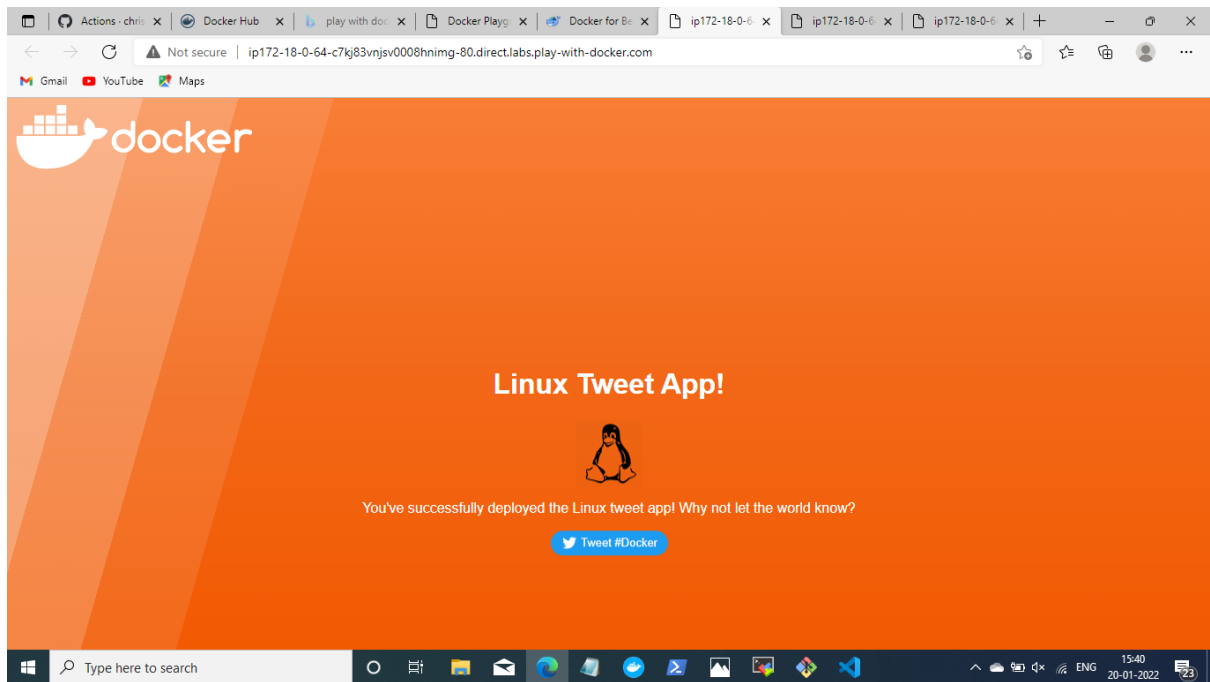 Actions · chris
Docker Hub
play with doc
Docker Playg
Docker for Be
ip172-18-0-6
ip172-18-0-6
ip172-18-0-6
Not secure
ip172-18-0-64-c7kj83vnjsv0008hnimg-80.direct.labs.play-with-docker.com
Gmail
YouTube
Maps
docker
Linux Tweet App!
You've successfully deployed the Linux tweet app! Why not let the world know?
Tweet #Docker
Type here to search
ENG
15:40
20-01-2022
23